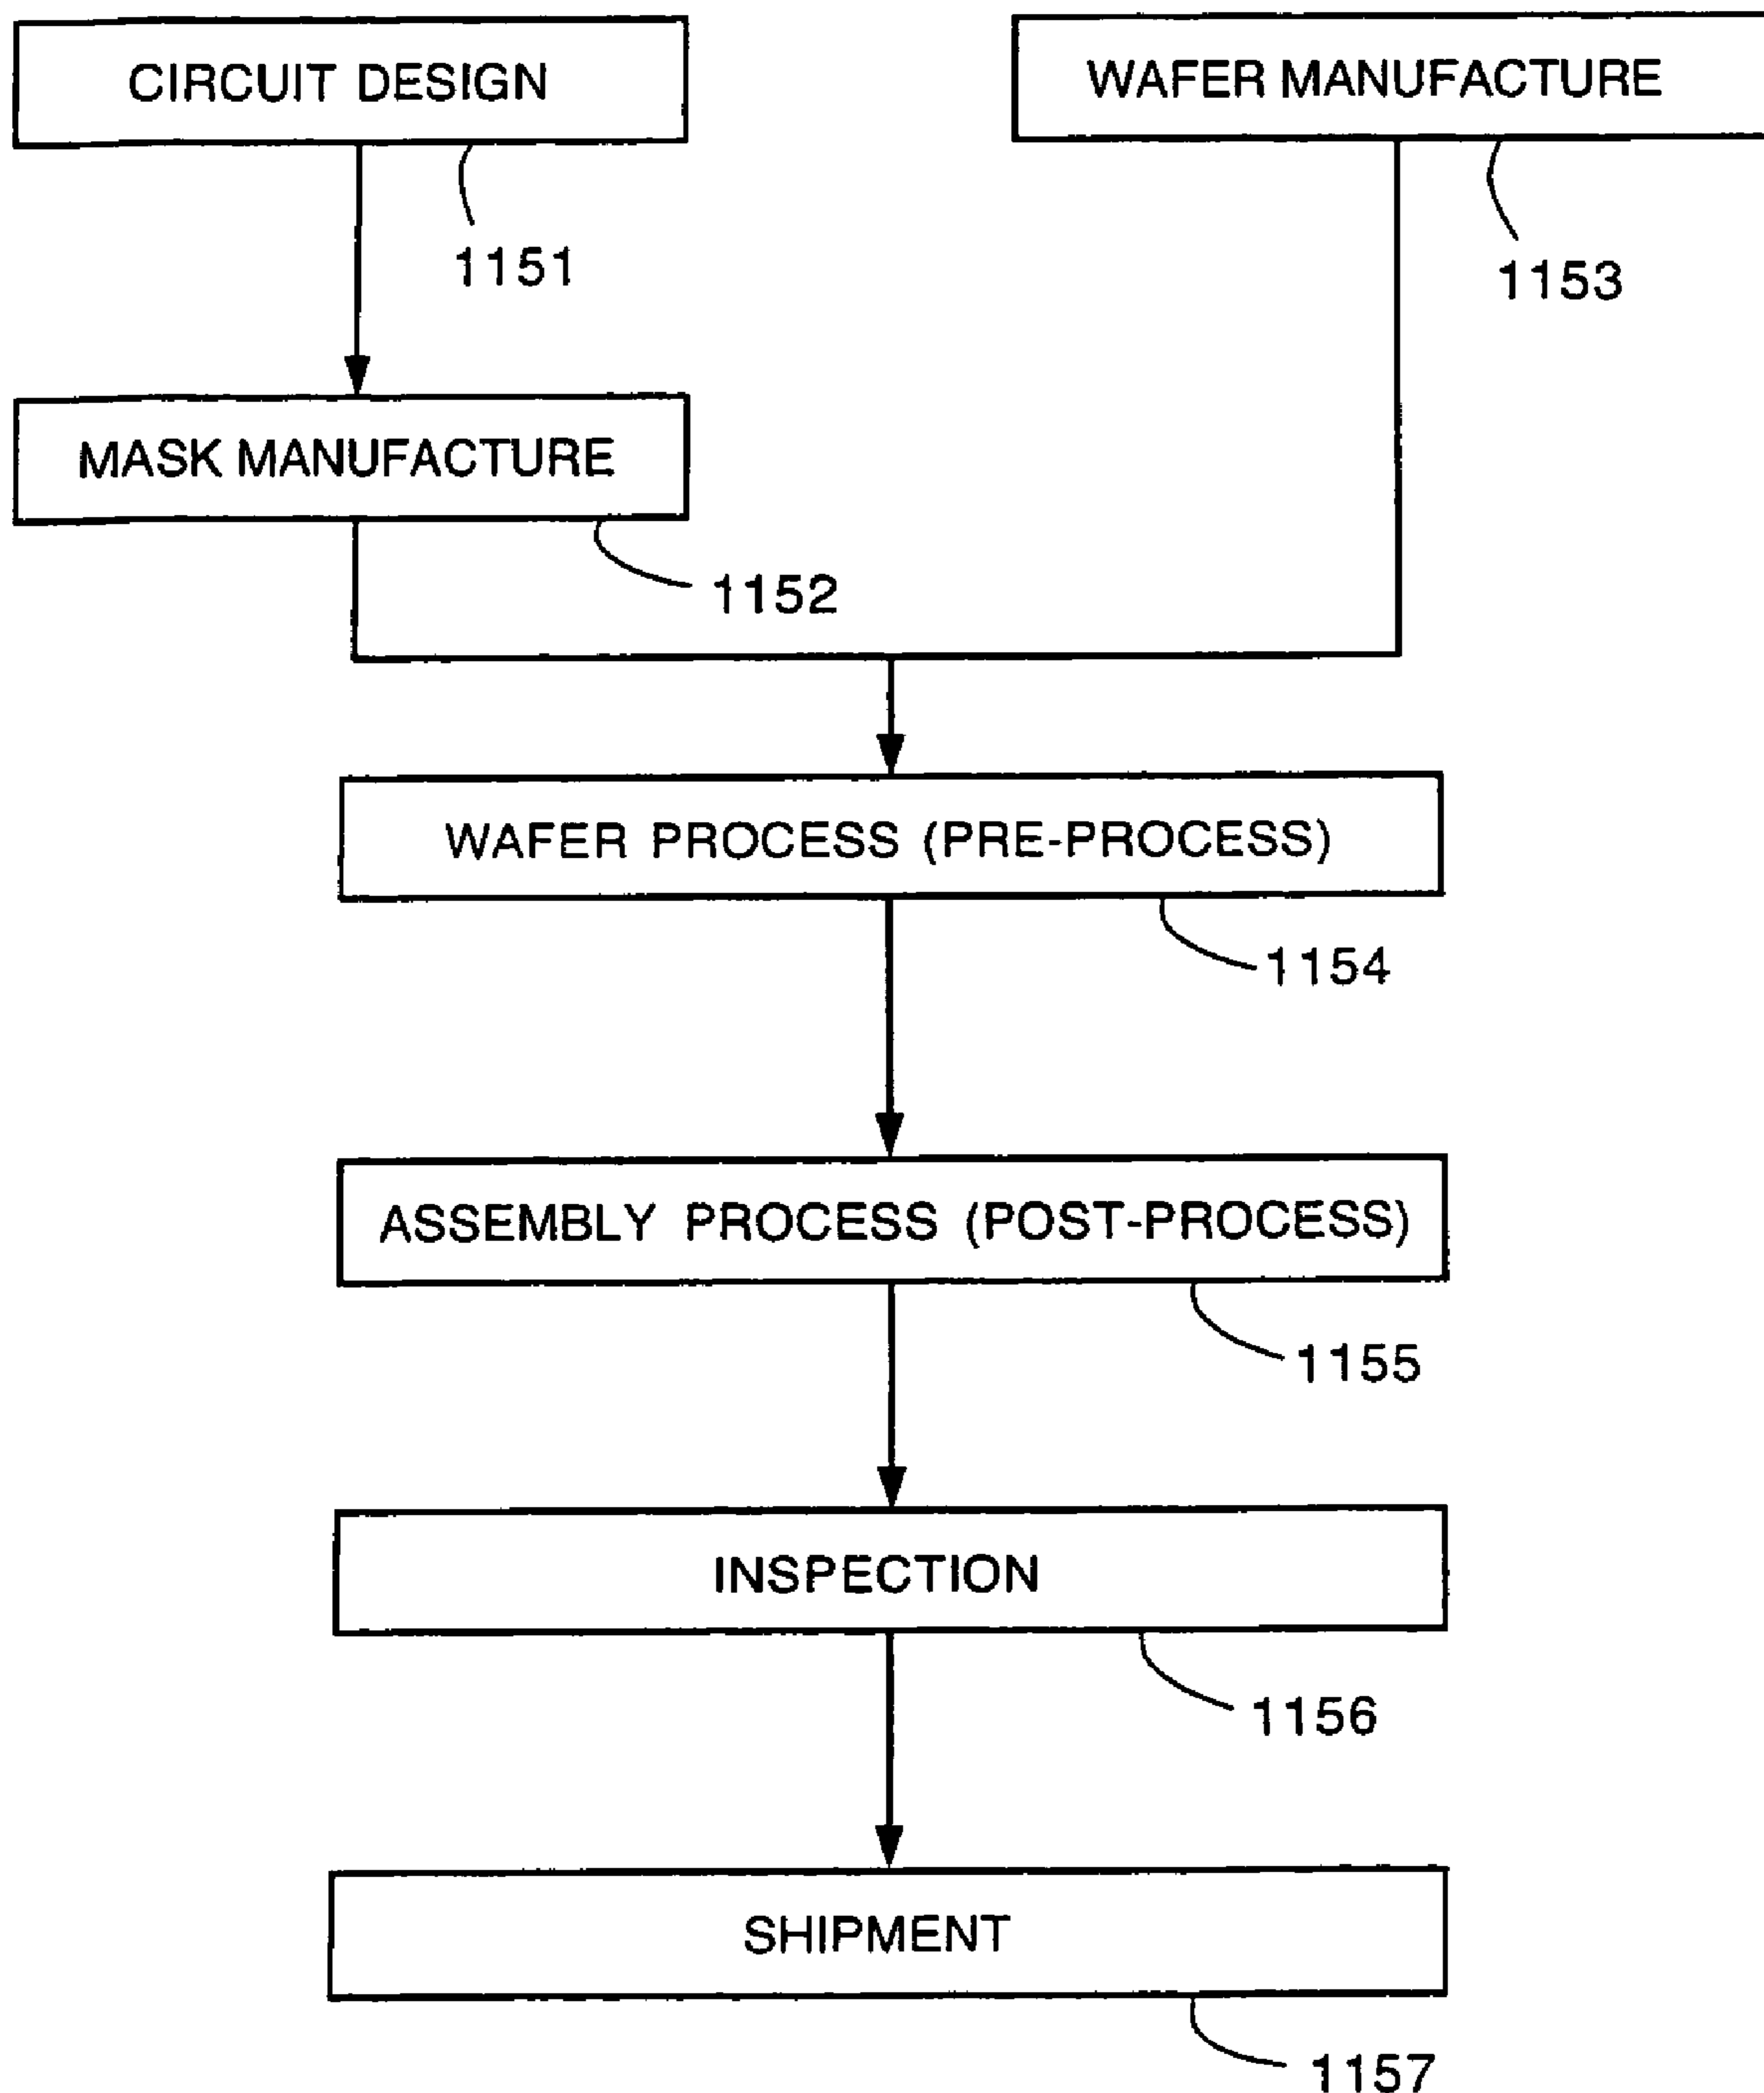 CIRCUIT DESIGN
1151
WAFER MANUFACTURE
1153
MASK MANUFACTURE
1152
WAFER PROCESS (PRE-PROCESS)
1154
ASSEMBLY PROCESS (POST-PROCESS)
1155
INSPECTION
1156
SHIPMENT
1157